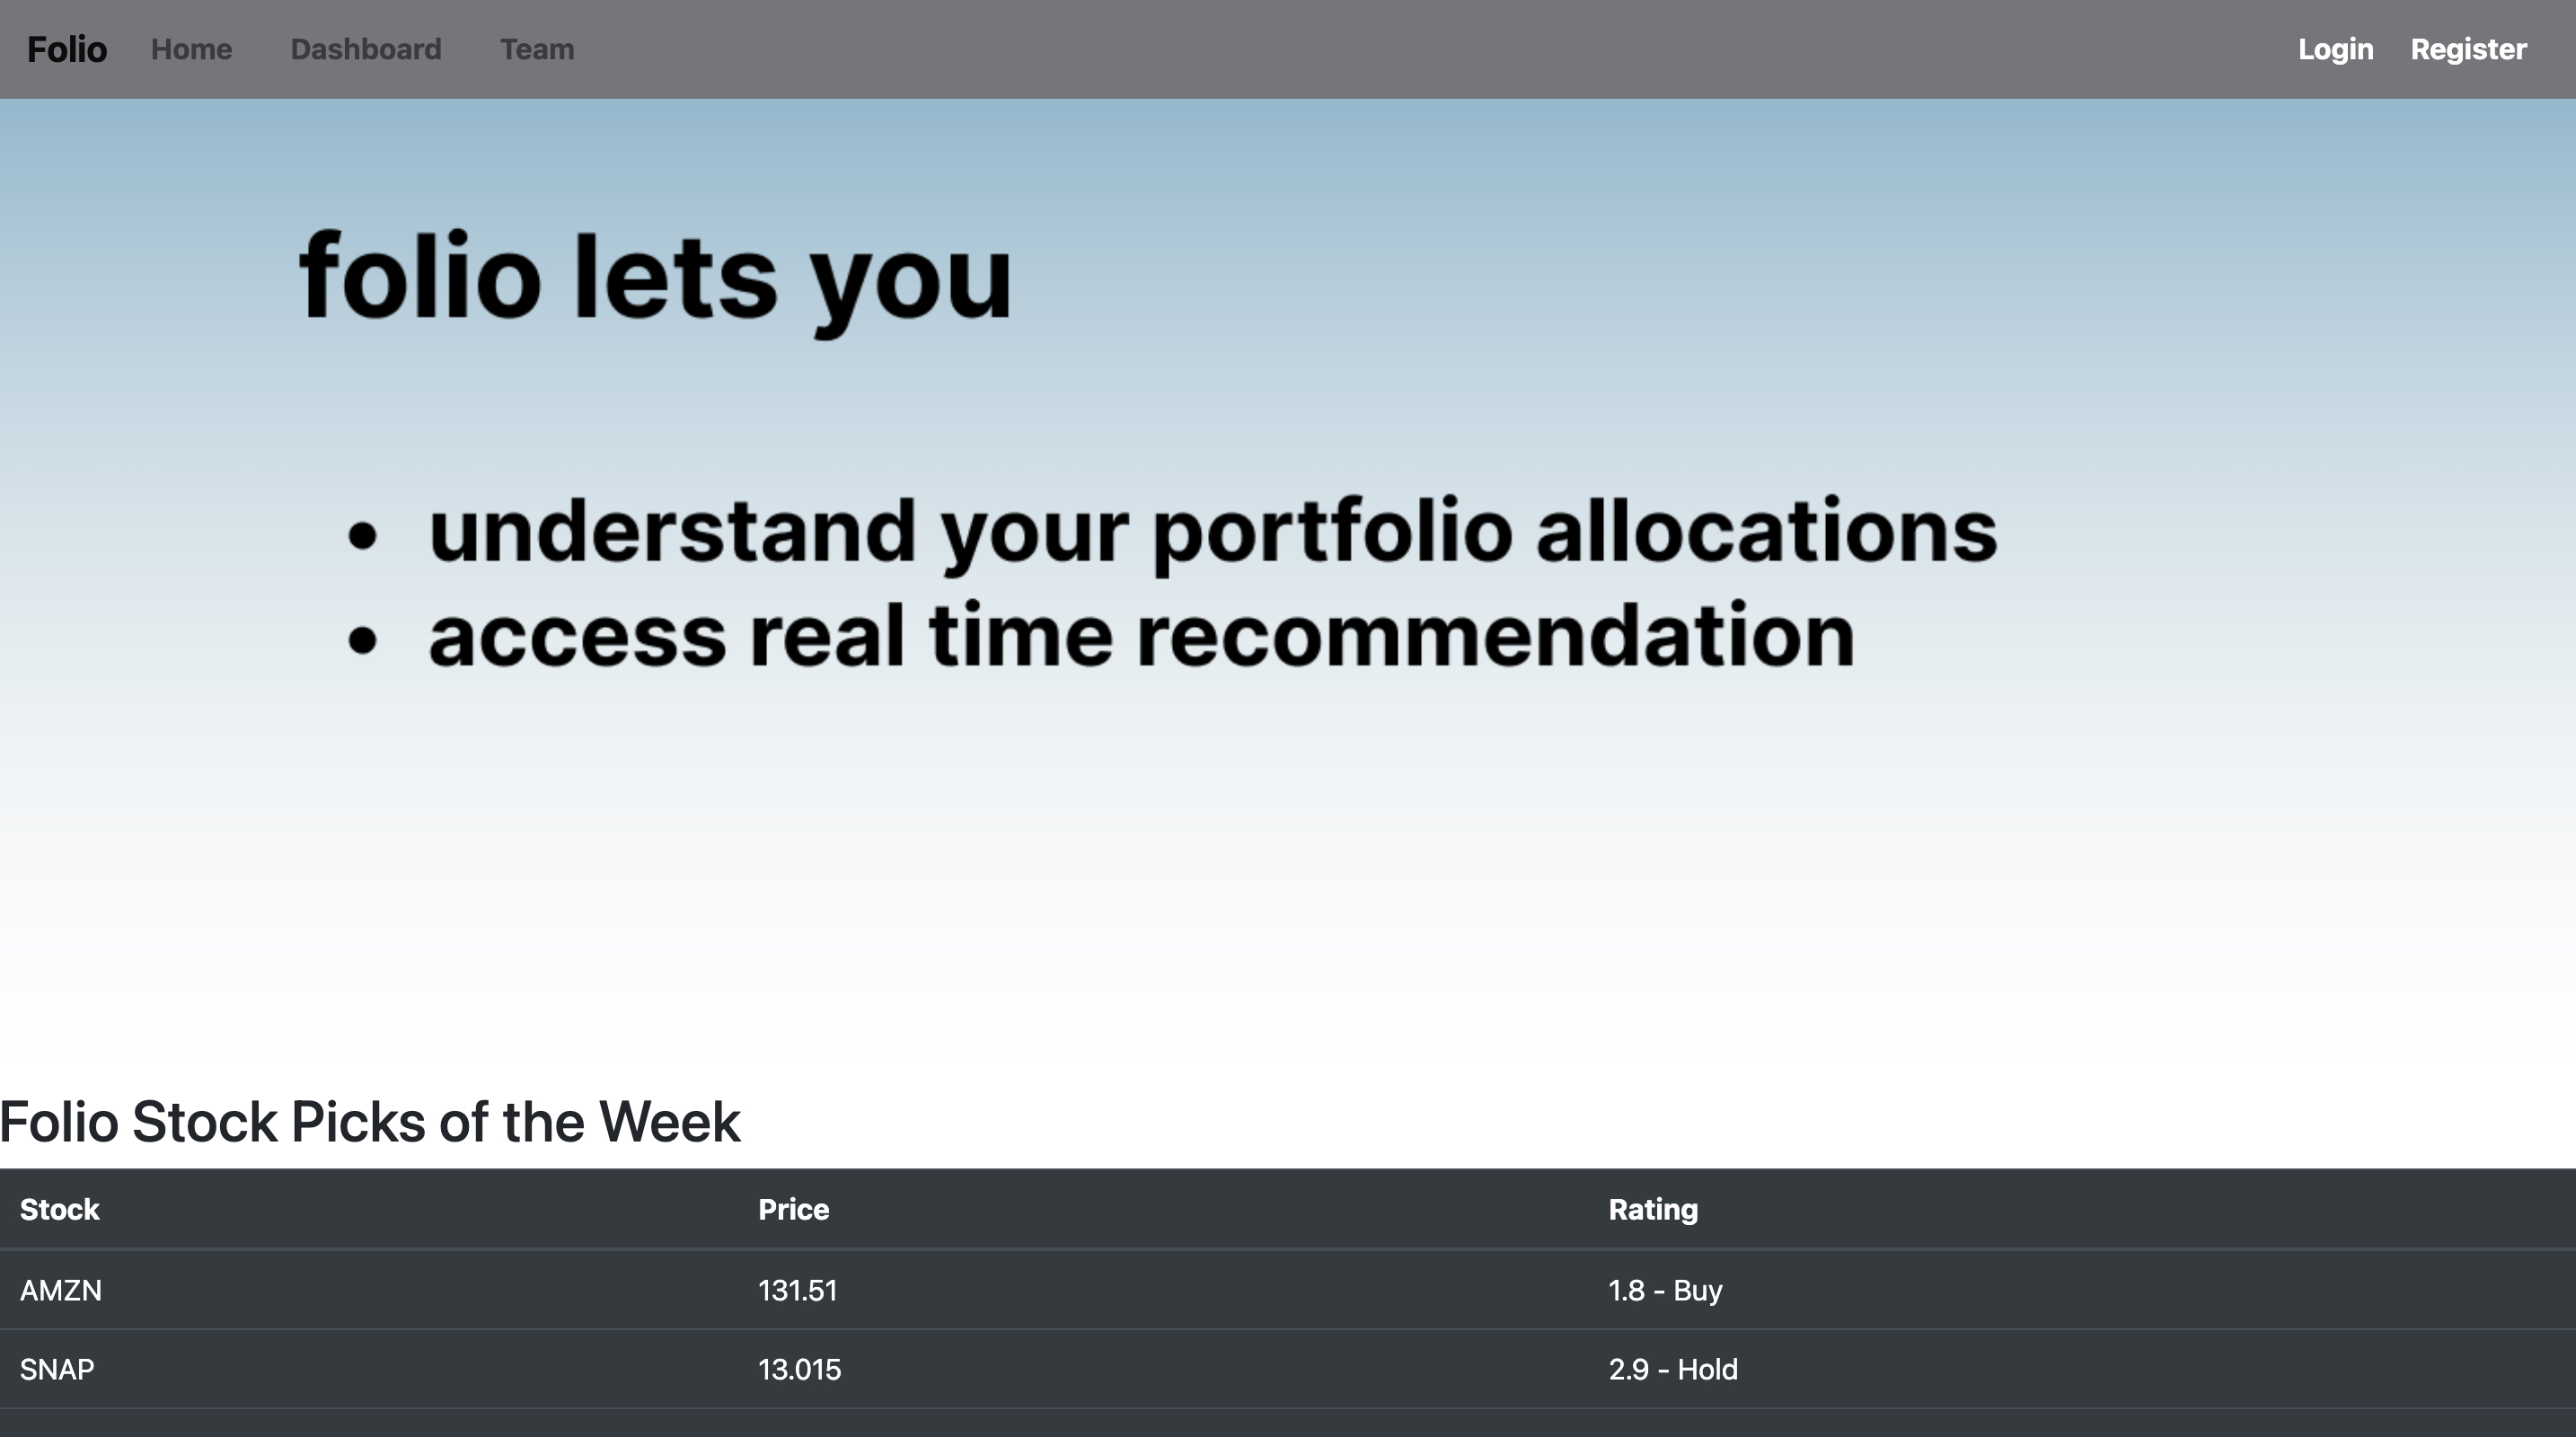 Folio Home Dashboard Team Login Register
folio lets you
• understand your portfolio allocations
• access real time recommendation
Folio Stock Picks of the Week
Stock Price Rating
AMZN 131.51 1.8 - Buy
SNAP 13.015 2.9 - Hold